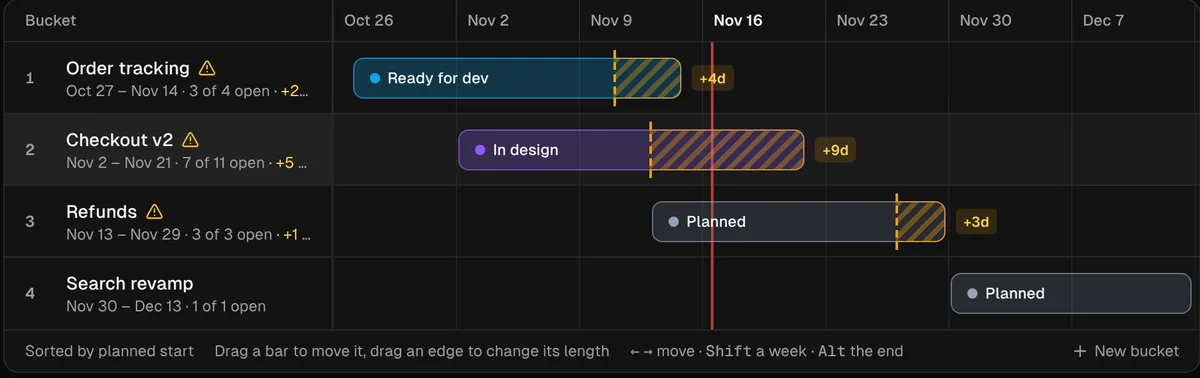 Bucket Oct 26 Nov 2 Nov 9 Nov 16 Nov 23 Nov 30 Dec 7
1 Order tracking
Ready for dev +4d
Oct 27 – Nov 14 · 3 of 4 open · +2…
2 Checkout v2
In design +9d
Nov 2 – Nov 21 · 7 of 11 open · +5 …
3 Refunds
Planned +3d
Nov 13 – Nov 29 · 3 of 3 open · +1 …
4 Search revamp
Planned
Nov 30 – Dec 13 · 1 of 1 open
Sorted by planned start Drag a bar to move it, drag an edge to change its length ←→ move · Shift a week · Alt the end + New bucket